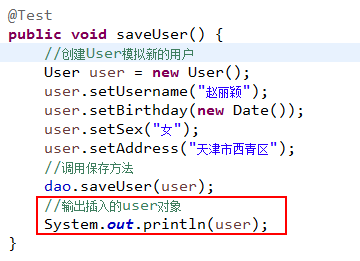 @Test
public void saveUser() {
//创建User模拟新的用户
User user = new User();
user.setUsername("赵丽颖");
user.setBirthday(new Date());
user.setSex("女");
user.setAddress("天津市西青区");
//调用保存方法
dao.saveUser(user);
//输出插入的user对象
System.out.println(user);
}